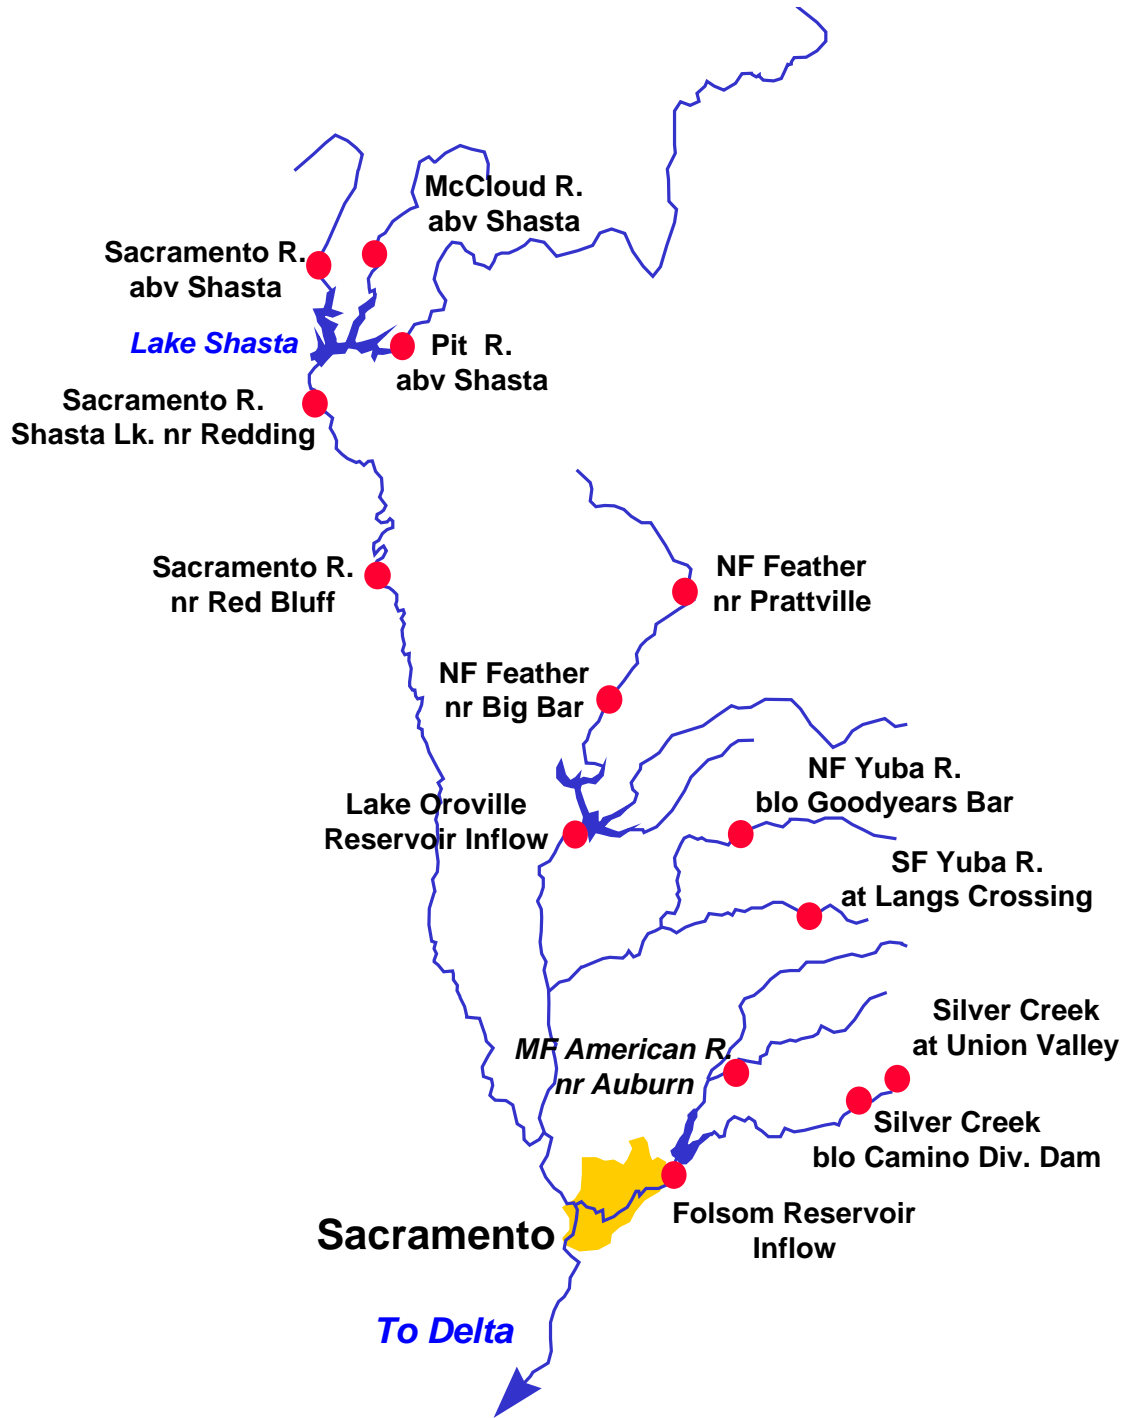 McCloud R.
abv Shasta
Sacramento R.
abv Shasta
Lake Shasta
Pit R.
abv Shasta
Sacramento R.
Shasta Lk. nr Redding
Sacramento R.
nr Red Bluff
NF Feather
nr Prattville
NF Feather
nr Big Bar
NF Yuba R.
blo Goodyears Bar
Lake Oroville
Reservoir Inflow
SF Yuba R.
at Langs Crossing
Silver Creek
at Union Valley
MF American R.
nr Auburn
Silver Creek
blo Camino Div. Dam
Folsom Reservoir
Inflow
Sacramento
To Delta